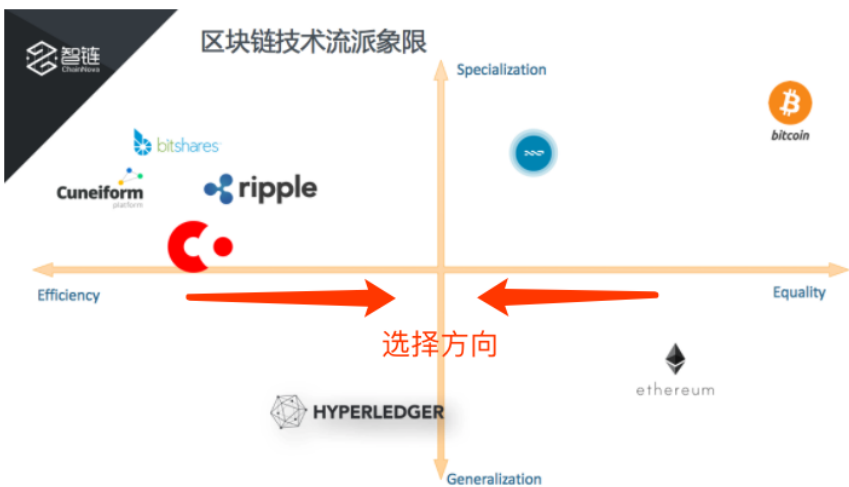 智链
ChainNova
区块链技术流派象限
Specialization
bitcoin
bitshares
Cuneiform
platform
ripple
Efficiency
Equality
选择方向
ethereum
HYPERLEDGER
Generalization